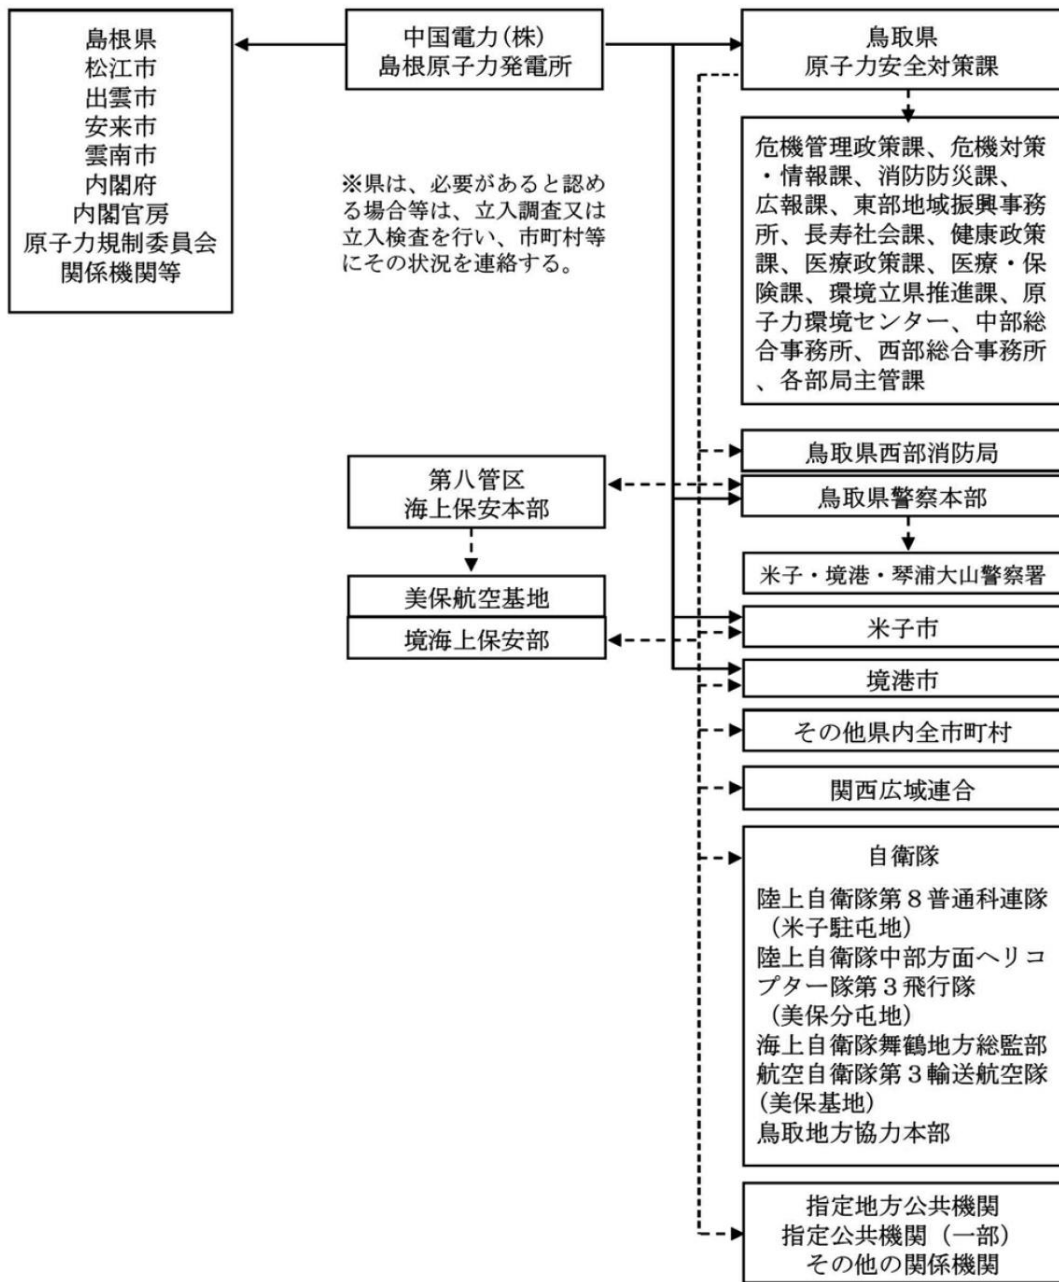 島根県
松江市
出雲市
安来市
雲南市
内閣府
内閣官房
原子力規制委員会
関係機関等
中国電力(株)
島根原子力発電所
鳥取県
原子力安全対策課
※県は、必要があると認め
る場合等は、立入調査又は
立入検査を行い、市町村等
にその状況を連絡する。
危機管理政策課、危機対策
・情報課、消防防災課、
広報課、東部地域振興事務
所、長寿社会課、健康政策
課、医療政策課、医療・保
険課、環境立県推進課、原
子力環境センター、中部総
合事務所、西部総合事務所
、各部局主管課
鳥取県西部消防局
第八管区
海上保安本部
鳥取県警察本部
米子・境港・琴浦大山警察署
美保航空基地
境海上保安部
米子市
境港市
その他県内全市町村
関西広域連合
自衛隊
陸上自衛隊第８普通科連隊
（米子駐屯地）
陸上自衛隊中部方面ヘリコ
プター隊第３飛行隊
（美保分屯地）
海上自衛隊舞鶴地方総監部
航空自衛隊第３輸送航空隊
(美保基地)
鳥取地方協力本部
指定地方公共機関
指定公共機関（一部）
その他の関係機関